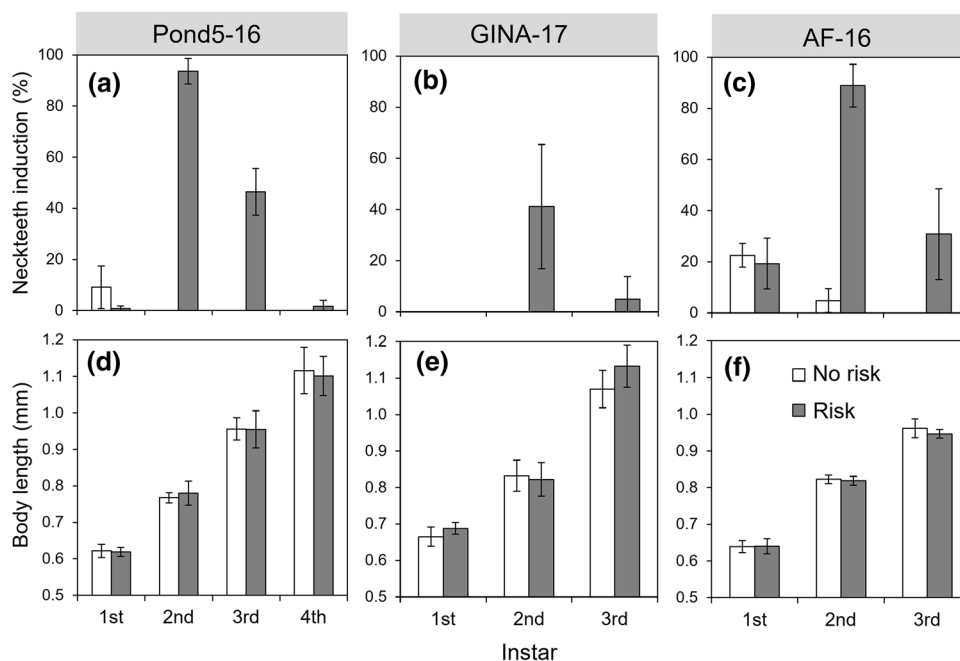 Pond5-16 GINA-17 AF-16
(a) (b) (c)
Neckteeth induction (%)
100 80 60 40 20 0
100 80 60 40 20 0
100 80 60 40 20 0
(d) (e) (f)
No risk
Risk
Body length (mm)
1.2 1.1 1.0 0.9 0.8 0.7 0.6 0.5
1.2 1.1 1.0 0.9 0.8 0.7 0.6 0.5
1.2 1.1 1.0 0.9 0.8 0.7 0.6 0.5
1st 2nd 3rd 4th 1st 2nd 3rd 1st 2nd 3rd
Instar